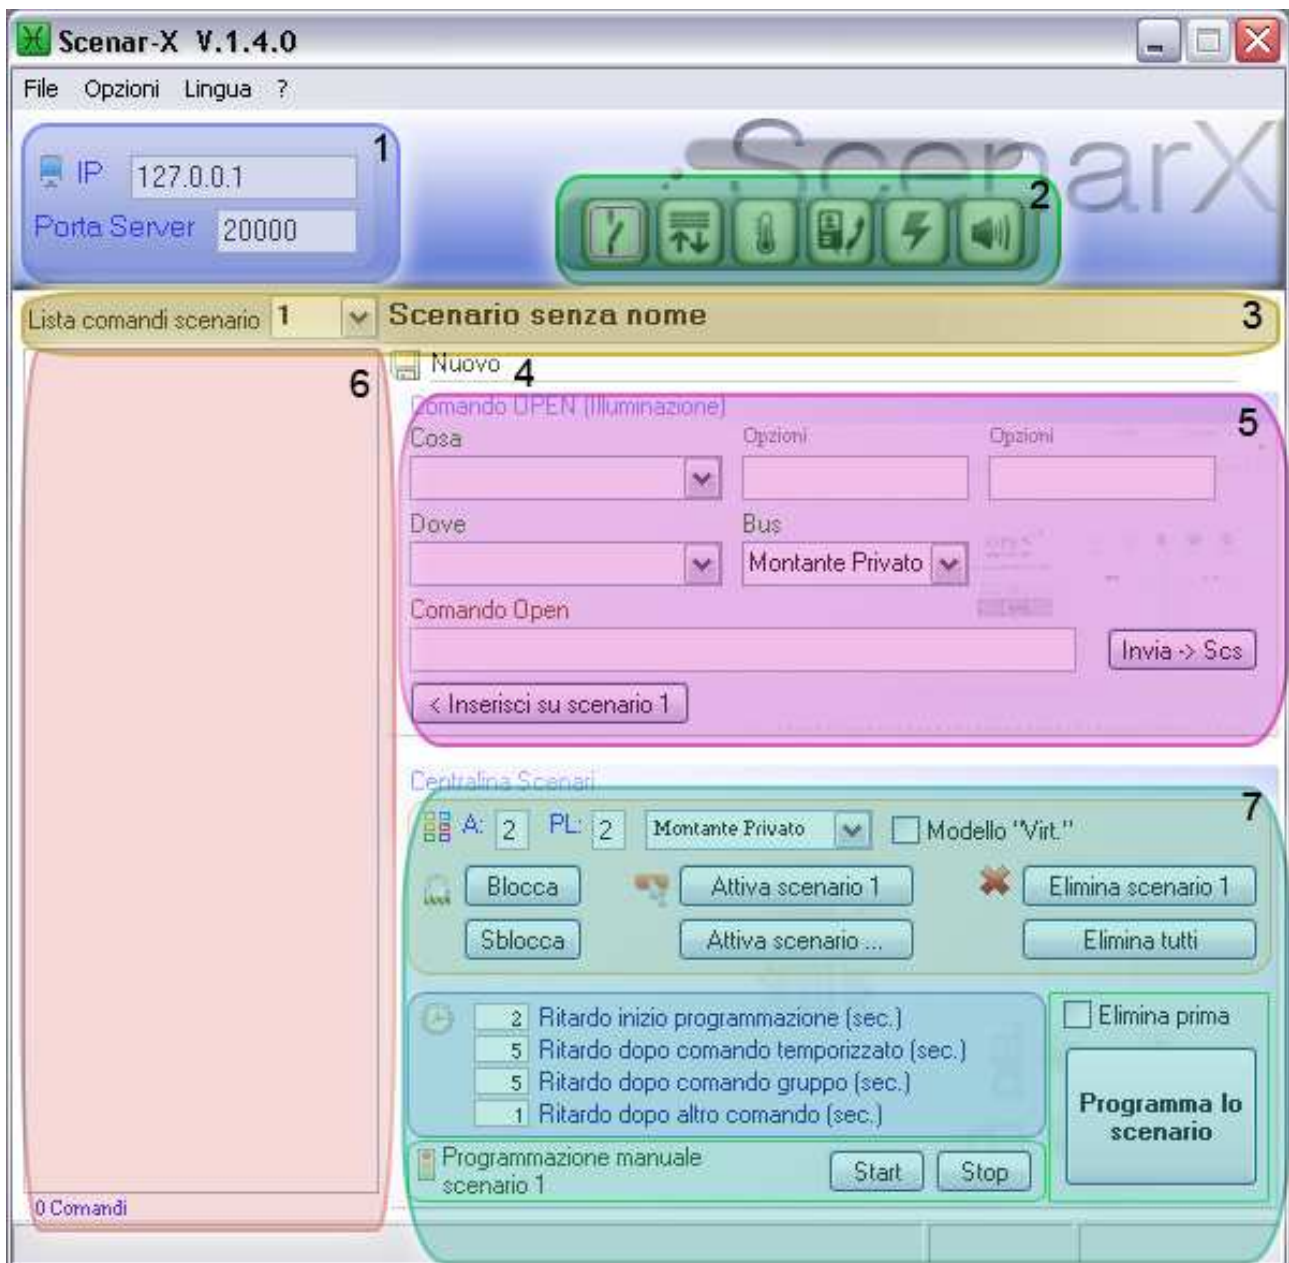 Scenar-X V.1.4.0
File Opzioni Lingua ?
1
IP 127.0.0.1
Porta Server 20000
ScenarX
2
Lista comandi scenario 1 Scenario senza nome 3
6
Nuovo 4
Comando OPEN (Illuminazione)
5
Cosa Opzioni Opzioni
Dove Bus
Montante Privato
Comando Open
Invia -> Scs
< Inserisci su scenario 1
Centralina Scenari
7
A: 2 PL: 2 Montante Privato Modello "Virt."
Blocca Attiva scenario 1 Elimina scenario 1
Sblocca Attiva scenario ... Elimina tutti
2 Ritardo inizio programmazione (sec.)
5 Ritardo dopo comando temporizzato (sec.)
5 Ritardo dopo comando gruppo (sec.)
1 Ritardo dopo altro comando (sec.)
Elimina prima
Programma lo
scenario
Programmazione manuale
scenario 1
Start Stop
0 Comandi